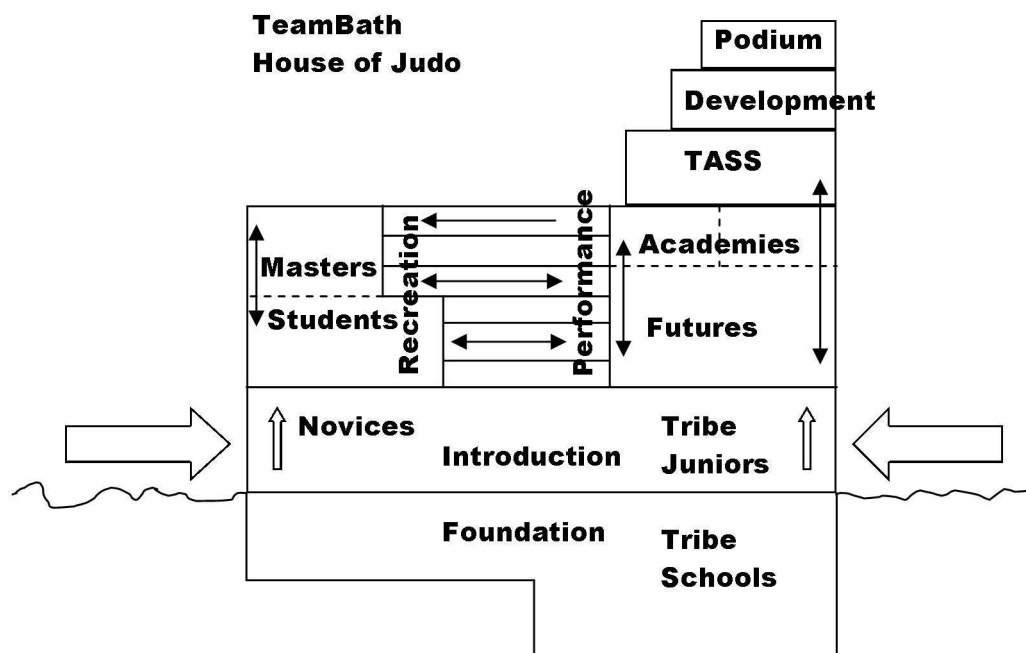 TeamBath
House of Judo
Podium
Development
TASS
Masters
Students
Recreation
Performance
Academies
Futures
Novices
Introduction
Tribe
Juniors
Foundation
Tribe
Schools